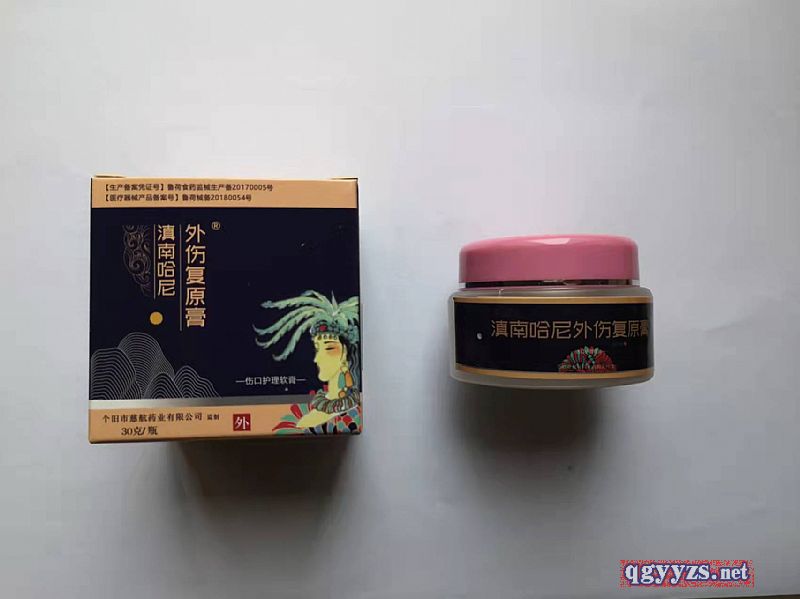 【生产备案凭证号】鲁荷食药监械生产备20170005号
【医疗器械产品备案号】鲁荷械备20180054号
外伤复原膏®
滇南哈尼
伤口护理软膏
个旧市慈航药业有限公司 监制
30克/瓶
外
滇南哈尼外伤复原膏
qgyyzs.net